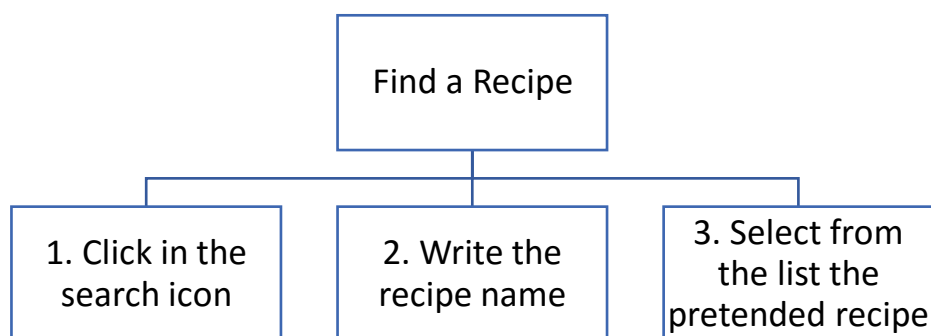 Find a Recipe
1. Click in the
search icon
2. Write the
recipe name
3. Select from
the list the
pretended recipe